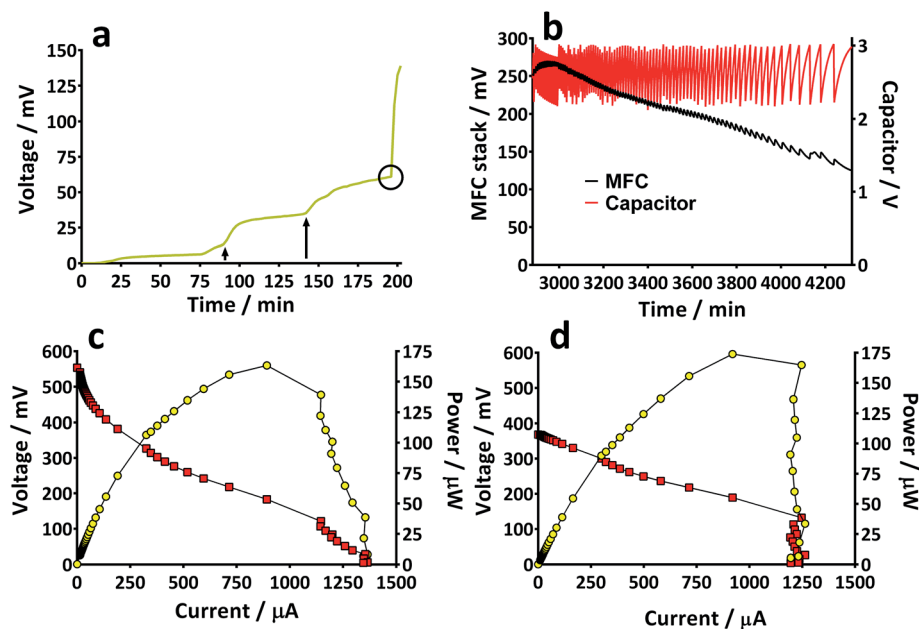 a
Voltage / mV
150
125
100
75
50
25
0
0 25 50 75 100 125 150 175 200
Time / min
b
MFC stack / mV
300
250
200
150
100
50
0
MFC
Capacitor
3
2
1
0
Capacitor / V
3000 3200 3400 3600 3800 4000 4200
Time / min
c
Voltage / mV
600
500
400
300
200
100
0
175
150
125
100
75
50
25
0
Power / µW
0 250 500 750 1000 1250 1500
Current / µA
d
Voltage / mV
600
500
400
300
200
100
0
175
150
125
100
75
50
25
0
Power / µW
0 250 500 750 1000 1250 1500
Current / µA